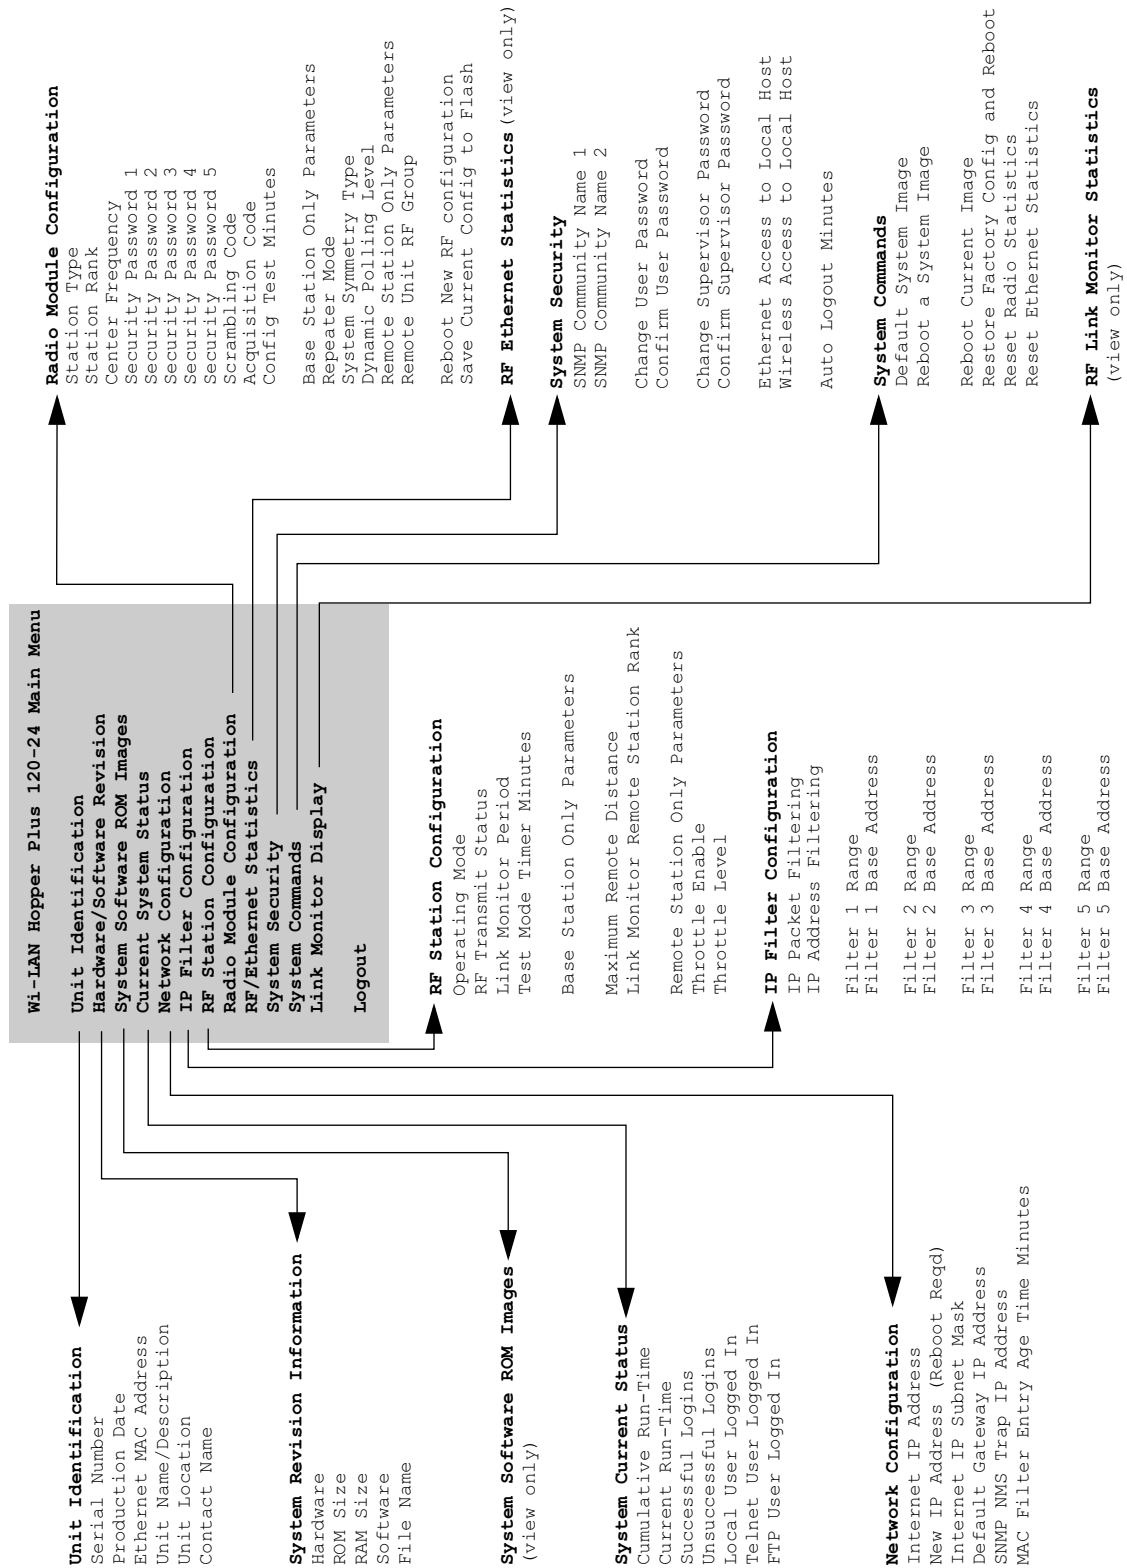 Wi-LAN Hopper Plus 120-24 Main Menu
Unit Identification
Hardware/Software Revision
System Software ROM Images
Current System Status
Network Configuration
IP Filter Configuration
RF Station Configuration
Radio Module Configuration
RF/Ethernet Statistics
System Security
System Commands
Link Monitor Display
Logout
Unit Identification
Serial Number
Production Date
Ethernet MAC Address
Unit Name/Description
Unit Location
Contact Name
System Revision Information
Hardware
ROM Size
RAM Size
Software
File Name
System Software ROM Images
(view only)
System Current Status
Cumulative Run-Time
Current Run-Time
Successful Logins
Unsuccessful Logins
Local User Logged In
Telnet User Logged In
FTP User Logged In
Network Configuration
Internet IP Address
New IP Address (Reboot Reqd)
Internet IP Subnet Mask
Default Gateway IP Address
SNMP NMS Trap IP Address
MAC Filter Entry Age Time Minutes
RF Station Configuration
Operating Mode
RF Transmit Status
Link Monitor Period
Test Mode Timer Minutes
Base Station Only Parameters
Maximum Remote Distance
Link Monitor Remote Station Rank
Remote Station Only Parameters
Throttle Enable
Throttle Level
IP Filter Configuration
IP Packet Filtering
IP Address Filtering
Filter 1 Range
Filter 1 Base Address
Filter 2 Range
Filter 2 Base Address
Filter 3 Range
Filter 3 Base Address
Filter 4 Range
Filter 4 Base Address
Filter 5 Range
Filter 5 Base Address
Radio Module Configuration
Station Type
Station Rank
Center Frequency
Security Password 1
Security Password 2
Security Password 3
Security Password 4
Security Password 5
Scrambling Code
Acquisition Code
Config Test Minutes
Base Station Only Parameters
Repeater Mode
System Symmetry Type
Dynamic Polling Level
Remote Station Only Parameters
Remote Unit RF Group
Reboot New RF configuration
Save Current Config to Flash
RF Ethernet Statistics (view only)
System Security
SNMP Community Name 1
SNMP Community Name 2
Change User Password
Confirm User Password
Change Supervisor Password
Confirm Supervisor Password
Ethernet Access to Local Host
Wireless Access to Local Host
Auto Logout Minutes
System Commands
Default System Image
Reboot a System Image
Reboot Current Image
Restore Factory Config and Reboot
Reset Radio Statistics
Reset Ethernet Statistics
RF Link Monitor Statistics
(view only)